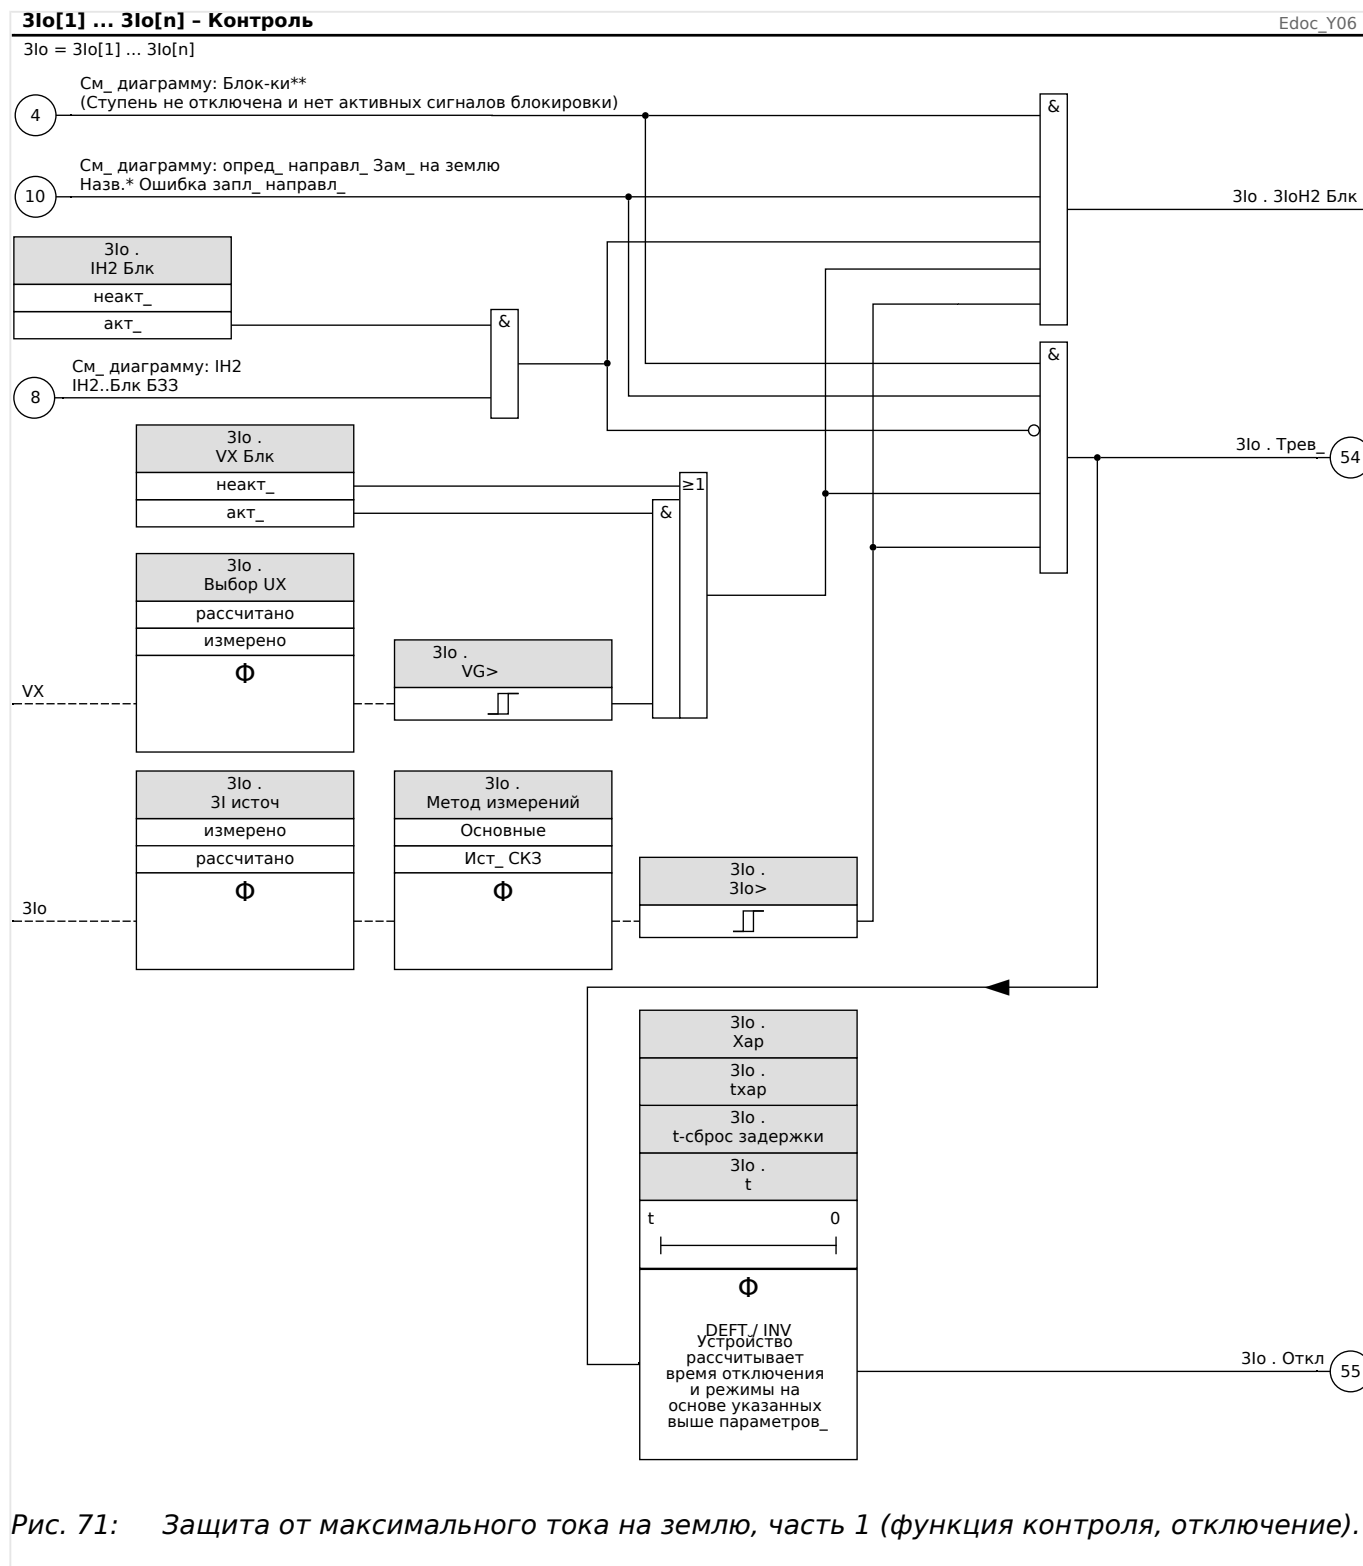 3Io[1] ... 3Io[n] – Контроль
Edoc_Y06
3Io = 3Io[1] ... 3Io[n]
См_ диаграмму: Блок-ки**
(Ступень не отключена и нет активных сигналов блокировки)
4
&
См_ диаграмму: опред_ направл_ Зам_ на землю
Назв.* Ошибка запл_ направл_
10
3Io . 3IoH2 Блк
3Io .
IH2 Блк
неакт_
акт_
&
См_ диаграмму: IH2
IH2..Блк БЗЗ
8
&
3Io . Трев_
54
3Io .
VX Блк
неакт_
акт_
≥1
&
3Io .
Выбор UX
рассчитано
измерено
Φ
VX
3Io .
VG>
3Io .
3I источ
измерено
рассчитано
Φ
3Io
3Io .
Метод измерений
Основные
Ист_ СКЗ
Φ
3Io .
3Io>
3Io .
Хар
3Io .
tхар
3Io .
t-сброс задержки
3Io .
t
t 0
Φ
DEFT / INV
Устройство
рассчитывает
время отключения
и режимы на
основе указанных
выше параметров_
3Io . Откл
55
Рис. 71: Защита от максимального тока на землю, часть 1 (функция контроля, отключение).